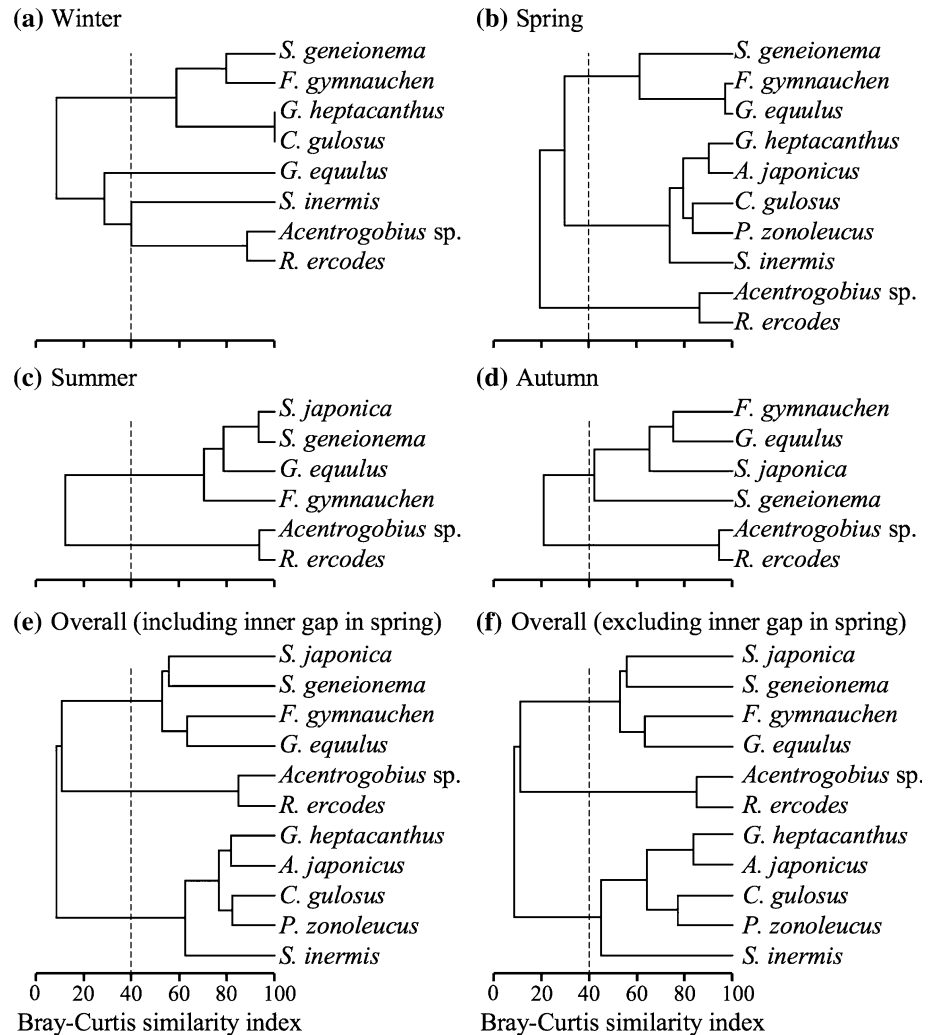 (a) Winter
S. geneionema
F. gymnauchen
G. heptacanthus
C. gulosus
G. equulus
S. inermis
Acentrogobius sp.
R. ercodes
(b) Spring
S. geneionema
F. gymnauchen
G. equulus
G. heptacanthus
A. japonicus
C. gulosus
P. zonoleucus
S. inermis
Acentrogobius sp.
R. ercodes
(c) Summer
S. japonica
S. geneionema
G. equulus
F. gymnauchen
Acentrogobius sp.
R. ercodes
(d) Autumn
F. gymnauchen
G. equulus
S. japonica
S. geneionema
Acentrogobius sp.
R. ercodes
(e) Overall (including inner gap in spring)
S. japonica
S. geneionema
F. gymnauchen
G. equulus
Acentrogobius sp.
R. ercodes
G. heptacanthus
A. japonicus
C. gulosus
P. zonoleucus
S. inermis
0 20 40 60 80 100
Bray-Curtis similarity index
(f) Overall (excluding inner gap in spring)
S. japonica
S. geneionema
F. gymnauchen
G. equulus
Acentrogobius sp.
R. ercodes
G. heptacanthus
A. japonicus
C. gulosus
P. zonoleucus
S. inermis
0 20 40 60 80 100
Bray-Curtis similarity index